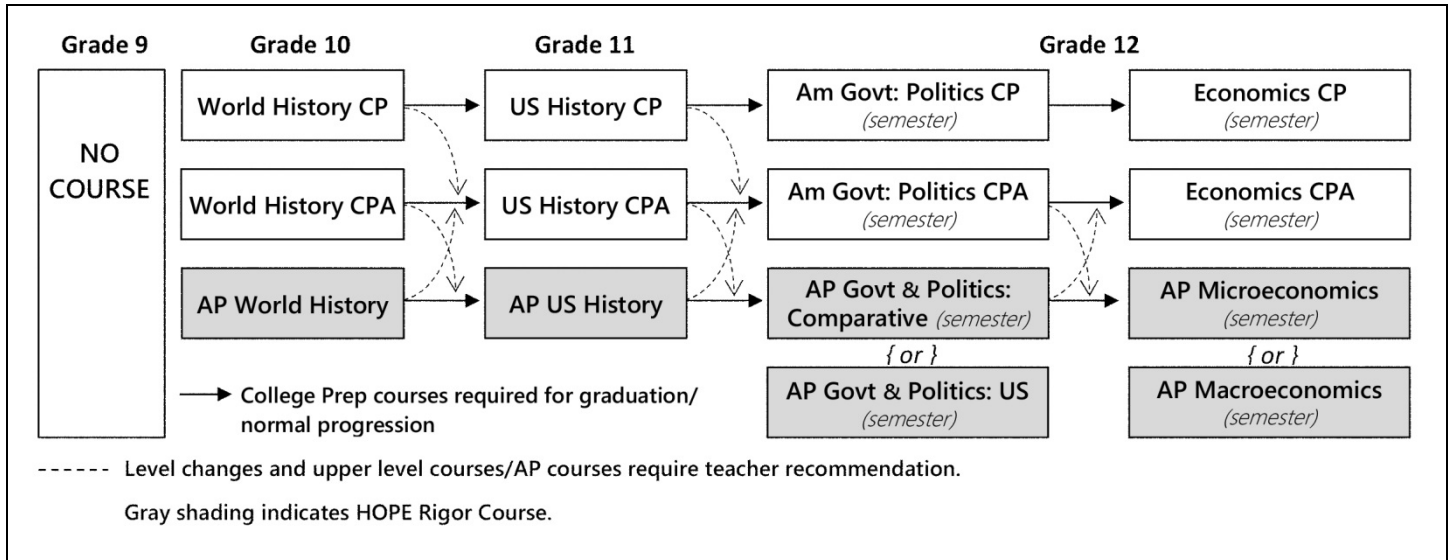 Grade 9
Grade 10
Grade 11
Grade 12
NO
COURSE
World History CP
US History CP
Am Govt: Politics CP
(semester)
Economics CP
(semester)
World History CPA
US History CPA
Am Govt: Politics CPA
(semester)
Economics CPA
(semester)
AP World History
AP US History
AP Govt & Politics:
Comparative (semester)
AP Microeconomics
(semester)
{ or }
{ or }
AP Govt & Politics: US
(semester)
AP Macroeconomics
(semester)
College Prep courses required for graduation/
normal progression
Level changes and upper level courses/AP courses require teacher recommendation.
Gray shading indicates HOPE Rigor Course.